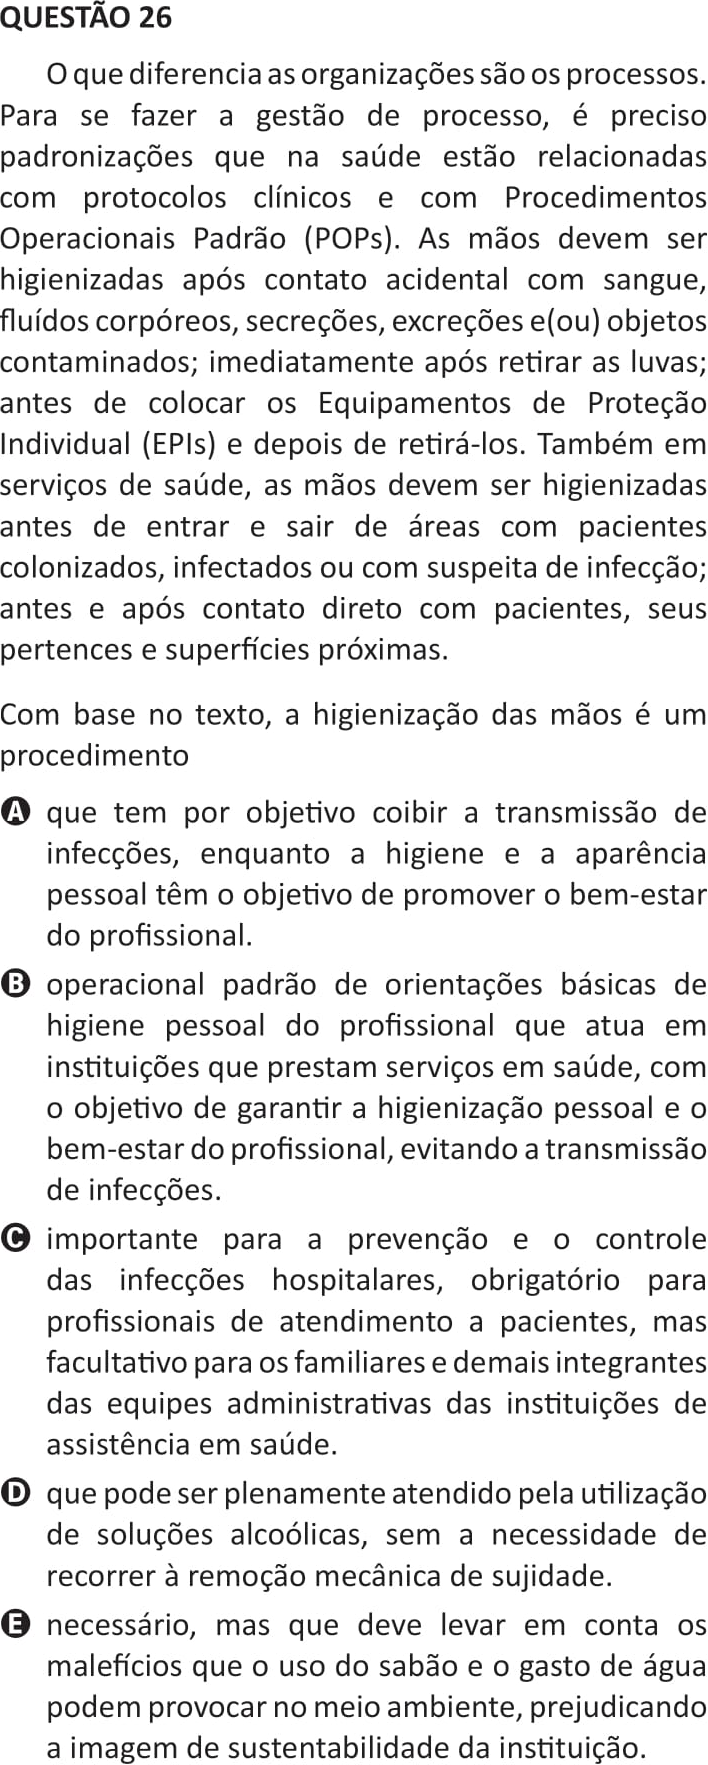 QUESTÃO 26
O que diferencia as organizações são os processos.
Para se fazer a gestão de processo, é preciso
padronizações que na saúde estão relacionadas
com protocolos clínicos e com Procedimentos
Operacionais Padrão (POPs). As mãos devem ser
higienizadas após contato acidental com sangue,
fluídos corpóreos, secreções, excreções e(ou) objetos
contaminados; imediatamente após retirar as luvas;
antes de colocar os Equipamentos de Proteção
Individual (EPIs) e depois de retirá-los. Também em
serviços de saúde, as mãos devem ser higienizadas
antes de entrar e sair de áreas com pacientes
colonizados, infectados ou com suspeita de infecção;
antes e após contato direto com pacientes, seus
pertences e superfícies próximas.
Com base no texto, a higienização das mãos é um
procedimento
A que tem por objetivo coibir a transmissão de
infecções, enquanto a higiene e a aparência
pessoal têm o objetivo de promover o bem-estar
do profissional.
B operacional padrão de orientações básicas de
higiene pessoal do profissional que atua em
instituições que prestam serviços em saúde, com
o objetivo de garantir a higienização pessoal e o
bem-estar do profissional, evitando a transmissão
de infecções.
C importante para a prevenção e o controle
das infecções hospitalares, obrigatório para
profissionais de atendimento a pacientes, mas
facultativo para os familiares e demais integrantes
das equipes administrativas das instituições de
assistência em saúde.
D que pode ser plenamente atendido pela utilização
de soluções alcoólicas, sem a necessidade de
recorrer à remoção mecânica de sujidade.
E necessário, mas que deve levar em conta os
malefícios que o uso do sabão e o gasto de água
podem provocar no meio ambiente, prejudicando
a imagem de sustentabilidade da instituição.